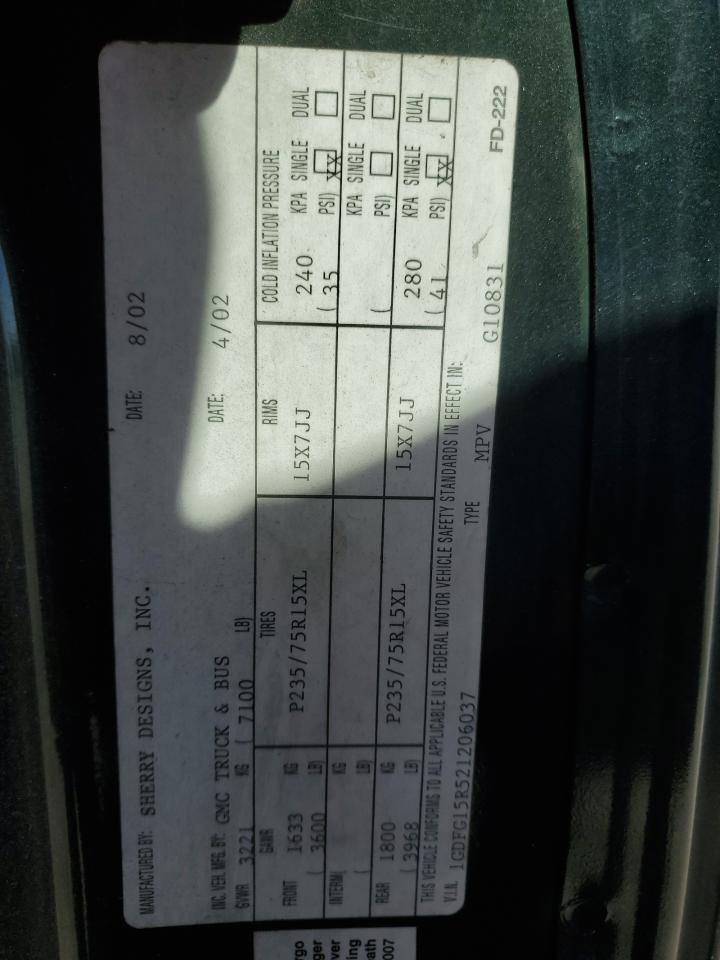 MANUFACTURED BY: SHERRY DESIGNS, INC. DATE: 8/02
INC. VEH. MFG. BY: GMC TRUCK & BUS DATE: 4/02
GVWR 3221 KG ( 7100 LB)
GAWR TIRES RIMS COLD INFLATION PRESSURE
FRONT 1633 KG P235/75R15XL 15X7JJ 240 KPA SINGLE DUAL
( 3600 LB) ( 35 PSI) XX
INTERM KG KPA SINGLE DUAL
( LB) ( PSI)
REAR 1800 KG P235/75R15XL 15X7JJ 280 KPA SINGLE DUAL
( 3968 LB) ( 41 PSI) XX
THIS VEHICLE CONFORMS TO ALL APPLICABLE U.S. FEDERAL MOTOR VEHICLE SAFETY STANDARDS IN EFFECT IN:
V.I.N. 1GDFG15R521206037 TYPE MPV G10831 FD-222
rgo
ger
ver
ing
ath
007